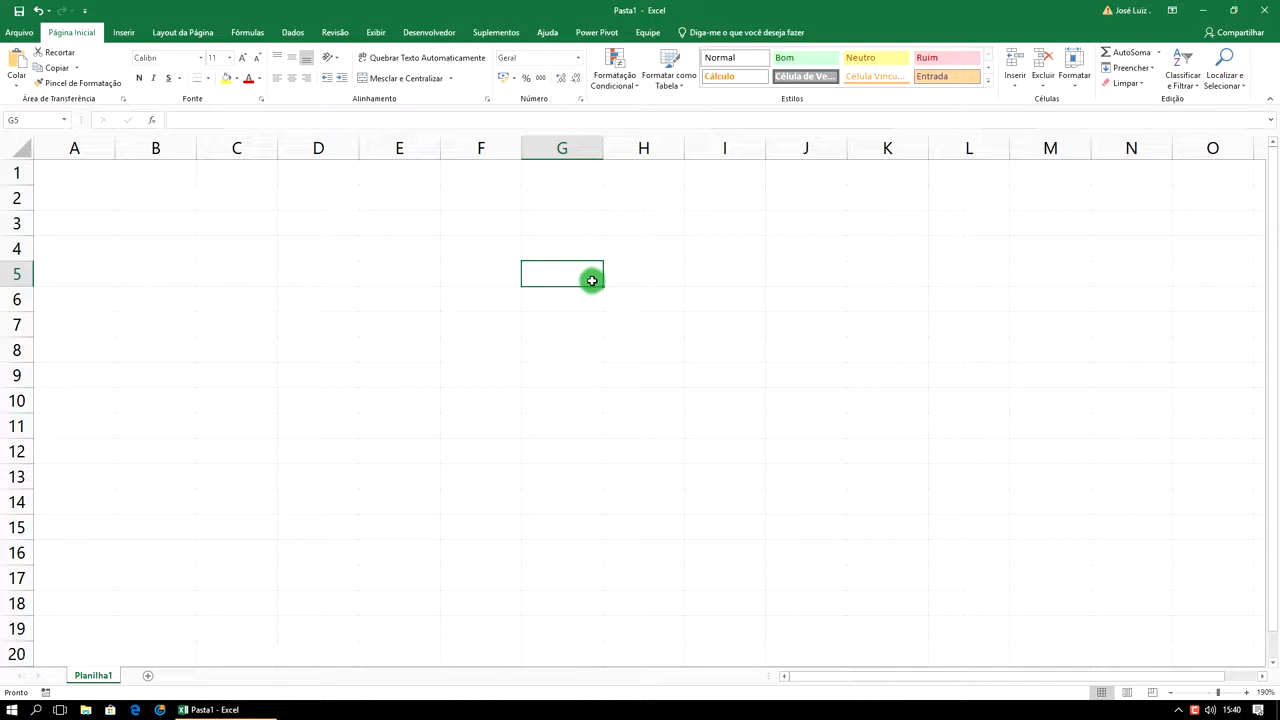 Pasta1 - Excel
José Luiz .
Arquivo Página Inicial Inserir Layout da Página Fórmulas Dados Revisão Exibir Desenvolvedor Suplementos Ajuda Power Pivot Equipe Diga-me o que você deseja fazer Compartilhar
Colar
Recortar
Copiar
Pincel de Formatação
Área de Transferência
Calibri 11
N I S
Fonte
Quebrar Texto Automaticamente
Mesclar e Centralizar
Alinhamento
Geral
% 000
Número
Formatação Condicional
Formatar como Tabela
Normal Bom Neutro Ruim
Cálculo Célula de Ve... Célula Vincu... Entrada
Estilos
Inserir Excluir Formatar
Células
AutoSoma
Preencher
Limpar
Classificar e Filtrar
Localizar e Selecionar
Edição
G5 fx
A B C D E F G H I J K L M N O
1
2
3
4
5
6
7
8
9
10
11
12
13
14
15
16
17
18
19
20
Planilha1
Pronto 190%
Pasta1 - Excel 15:40